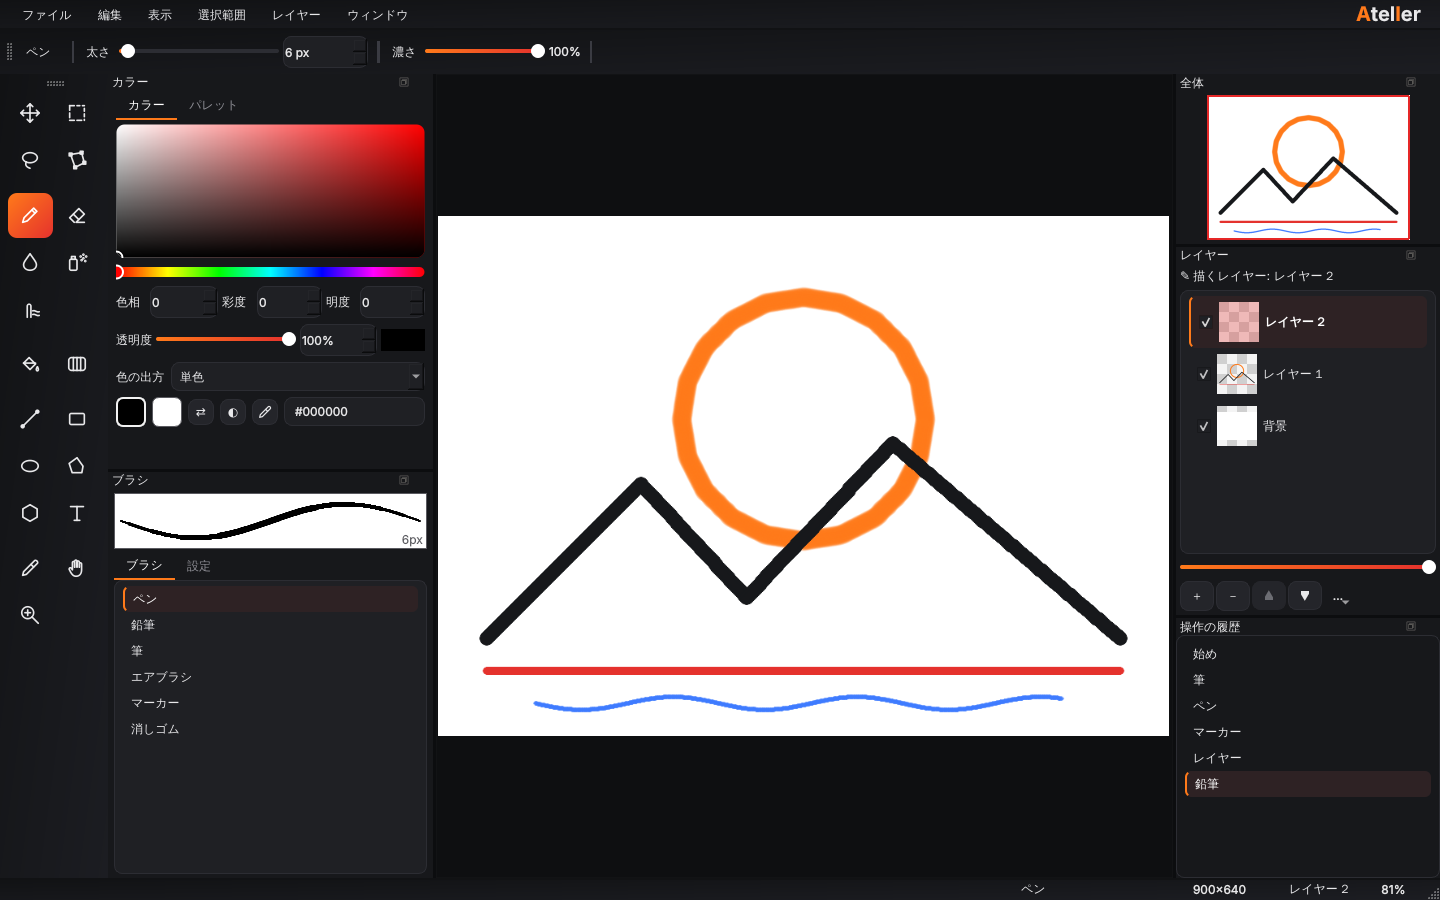 ファイル 編集 表示 選択範囲 レイヤー ウィンドウ Ateller
ペン 太さ 6 px 濃さ 100%
カラー
カラー パレット
色相 0 彩度 0 明度 0
透明度 100%
色の出方 単色
#000000
ブラシ
6px
ブラシ 設定
ペン
鉛筆
筆
エアブラシ
マーカー
消しゴム
全体
レイヤー
✎ 描くレイヤー: レイヤー 2
レイヤー 2
レイヤー 1
背景
+ − ...
操作の履歴
始め
筆
ペン
マーカー
レイヤー
鉛筆
ペン 900×640 レイヤー 2 81%